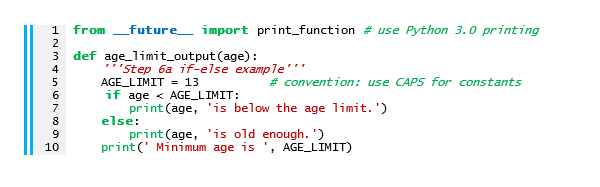 1 from __future__ import print_function # use Python 3.0 printing
2
3 def age_limit_output(age):
4     '''Step 6a if-else example'''
5     AGE_LIMIT = 13          # convention: use CAPS for constants
6     if age < AGE_LIMIT:
7         print(age, 'is below the age limit.')
8     else:
9         print(age, 'is old enough.')
10     print(' Minimum age is ', AGE_LIMIT)